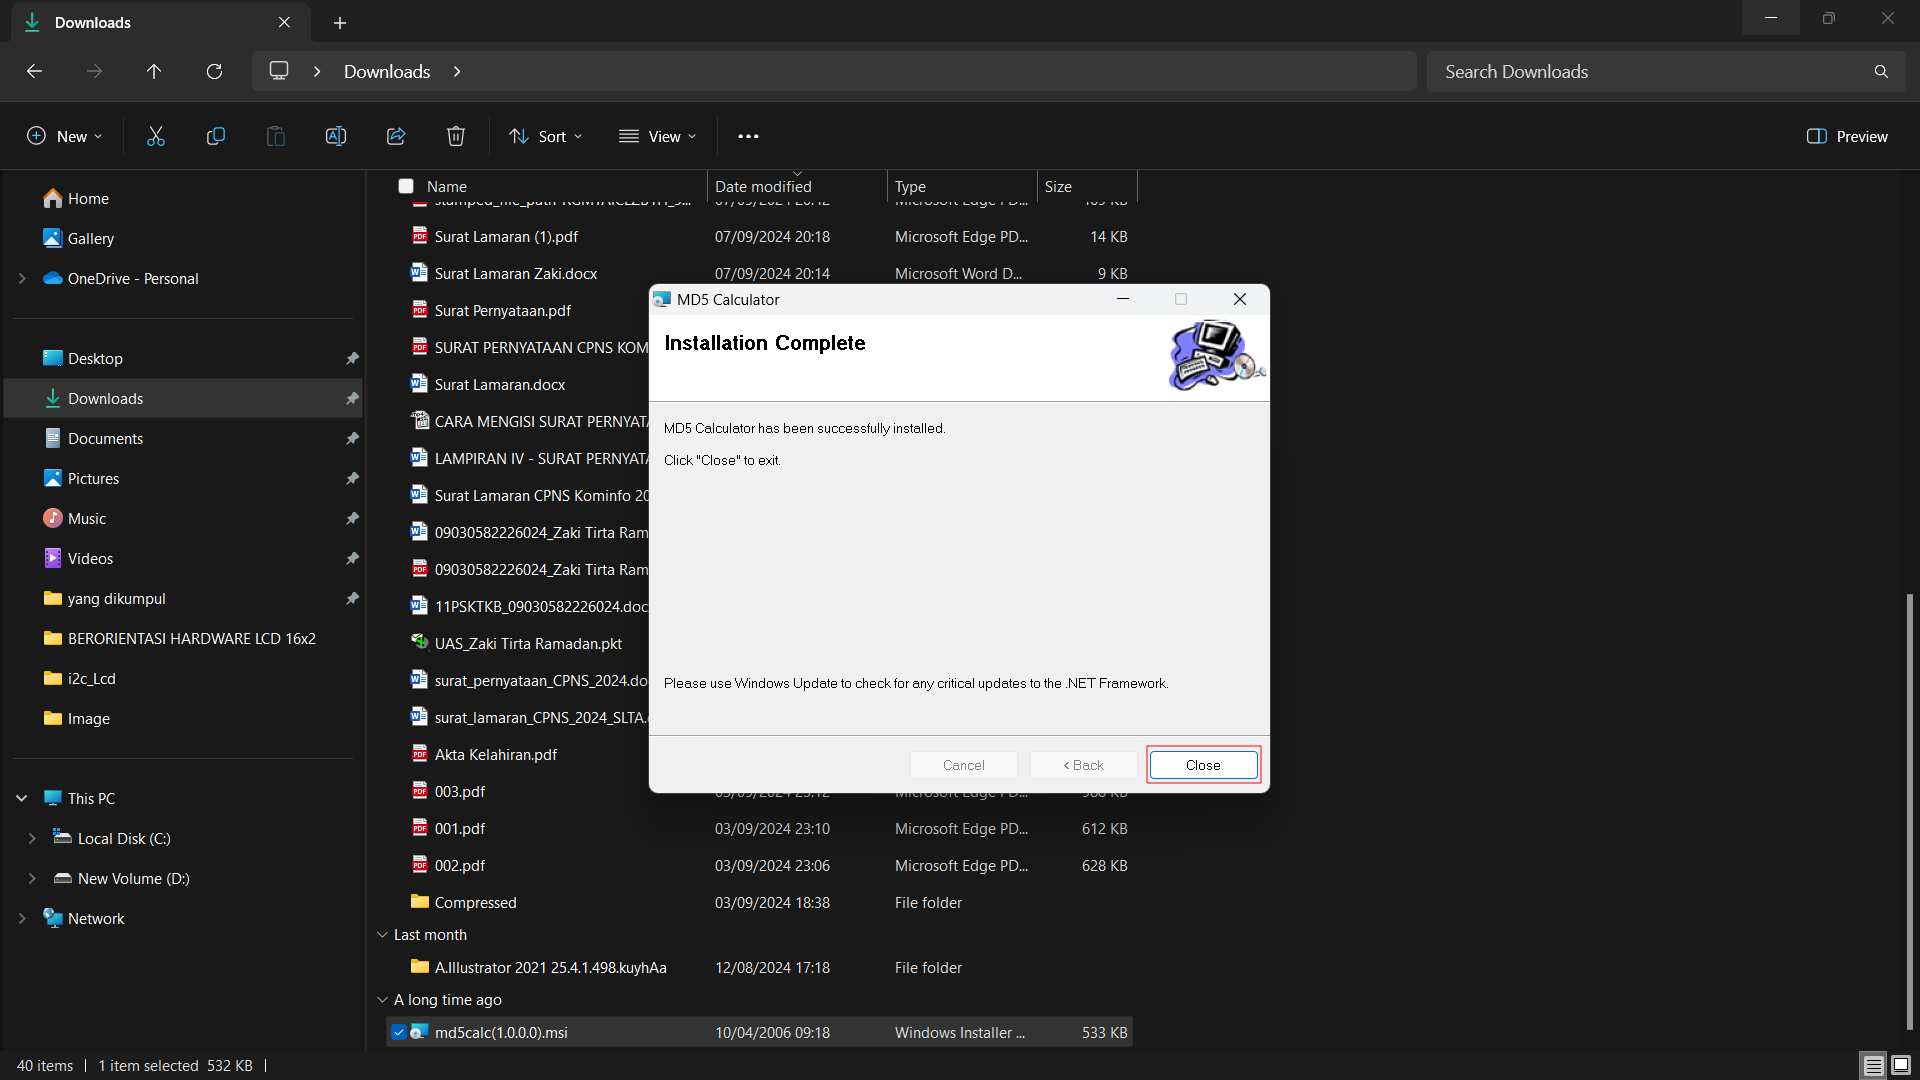 Downloads
Downloads
Search Downloads
New
Sort
View
Preview
Name
Date modified
Type
Size
Home
Gallery
OneDrive - Personal
Desktop
Downloads
Documents
Pictures
Music
Videos
yang dikumpul
BERORIENTASI HARDWARE LCD 16x2
i2c_Lcd
Image
This PC
Local Disk (C:)
New Volume (D:)
Network
Surat Lamaran (1).pdf 07/09/2024 20:18 Microsoft Edge PD... 14 KB
Surat Lamaran Zaki.docx 07/09/2024 20:14 Microsoft Word D... 9 KB
Surat Pernyataan.pdf
SURAT PERNYATAAN CPNS KOM
Surat Lamaran.docx
CARA MENGISI SURAT PERNYATA
LAMPIRAN IV - SURAT PERNYATA
Surat Lamaran CPNS Kominfo 20
09030582226024_Zaki Tirta Ram
09030582226024_Zaki Tirta Ram
11PSKTKB_09030582226024.doc
UAS_Zaki Tirta Ramadan.pkt
surat_pernyataan_CPNS_2024.do
surat_lamaran_CPNS_2024_SLTA.
Akta Kelahiran.pdf
003.pdf
001.pdf 03/09/2024 23:10 Microsoft Edge PD... 612 KB
002.pdf 03/09/2024 23:06 Microsoft Edge PD... 628 KB
Compressed 03/09/2024 18:38 File folder
Last month
A.Illustrator 2021 25.4.1.498.kuyhAa 12/08/2024 17:18 File folder
A long time ago
md5calc(1.0.0.0).msi 10/04/2006 09:18 Windows Installer ... 533 KB
MD5 Calculator
Installation Complete
MD5 Calculator has been successfully installed.
Click "Close" to exit.
Please use Windows Update to check for any critical updates to the .NET Framework.
Cancel
< Back
Close
40 items
1 item selected 532 KB